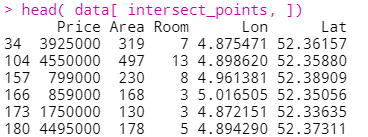 > head( data[ intersect_points, ])
Price Area Room Lon Lat
34 3925000 319 7 4.875471 52.36157
104 4550000 497 13 4.898620 52.35880
157 799000 230 8 4.961381 52.38909
166 859000 168 3 5.016505 52.35056
173 1750000 130 3 4.872151 52.33635
180 4495000 178 5 4.894290 52.37311